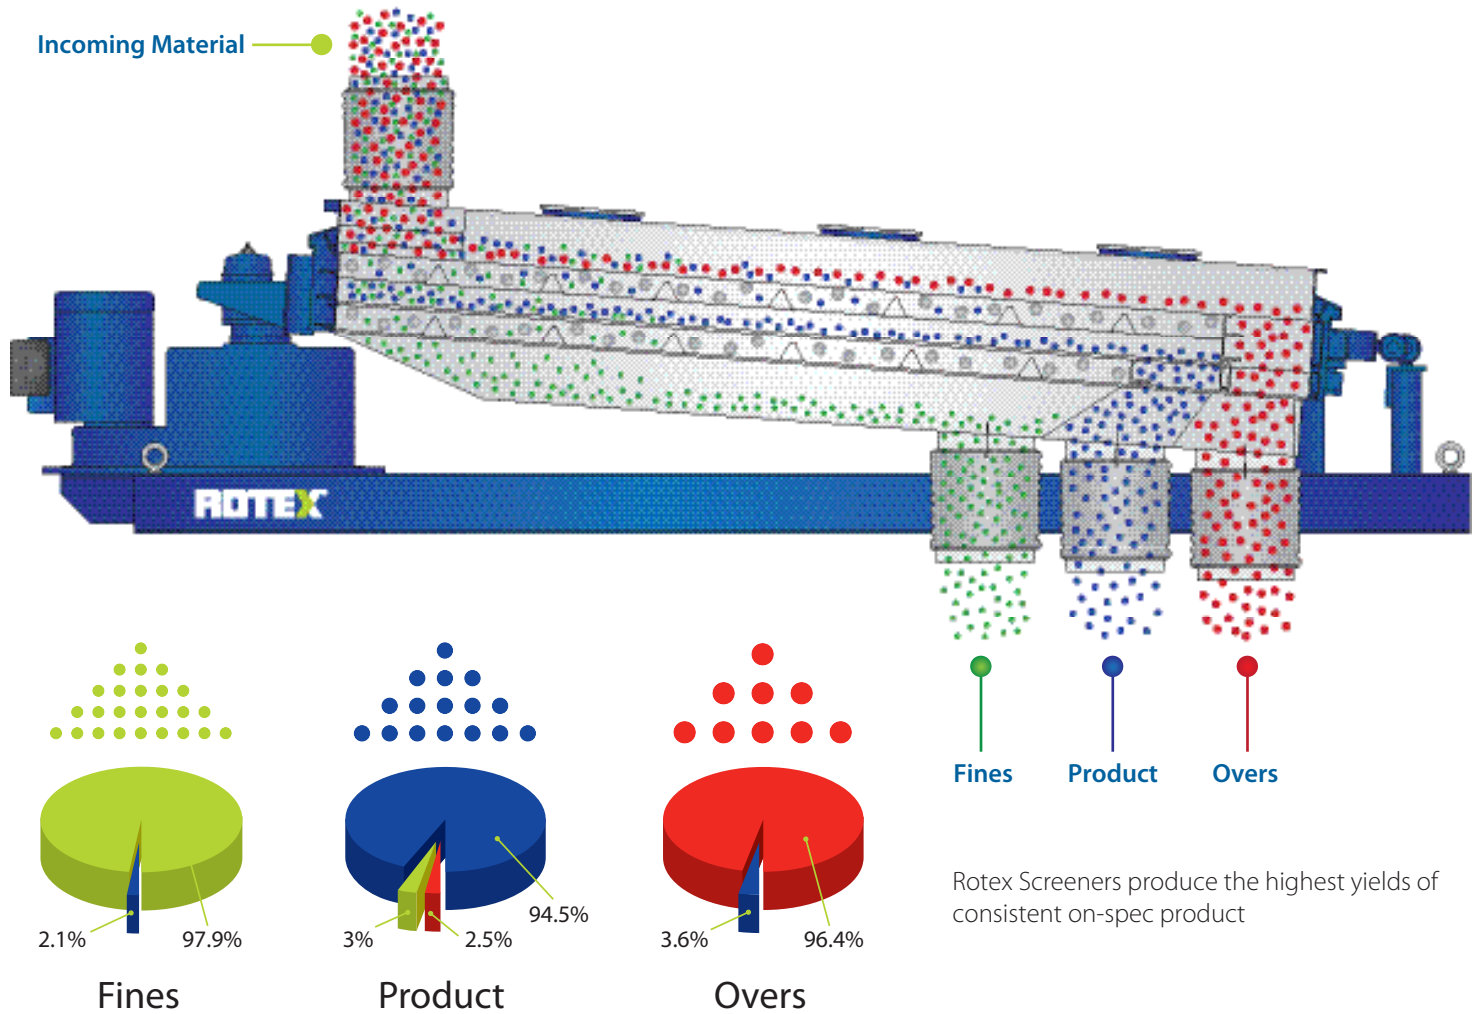 Incoming Material
ROTEX
Fines
Product
Overs
2.1%
97.9%
3%
2.5%
94.5%
3.6%
96.4%
Rotex Screeners produce the highest yields of
consistent on-spec product
Fines
Product
Overs